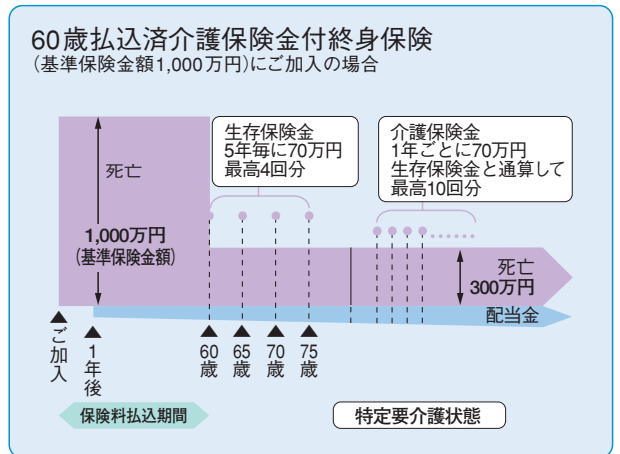 60歳払込済介護保険金付終身保険
(基準保険金額1,000万円)にご加入の場合
生存保険金
5年毎に70万円
最高4回分
介護保険金
1年ごとに70万円
生存保険金と通算して
最高10回分
死亡
1,000万円
(基準保険金額)
死亡
300万円
配当金
ご加入
1年後
60歳
65歳
70歳
75歳
保険料払込期間
特定要介護状態